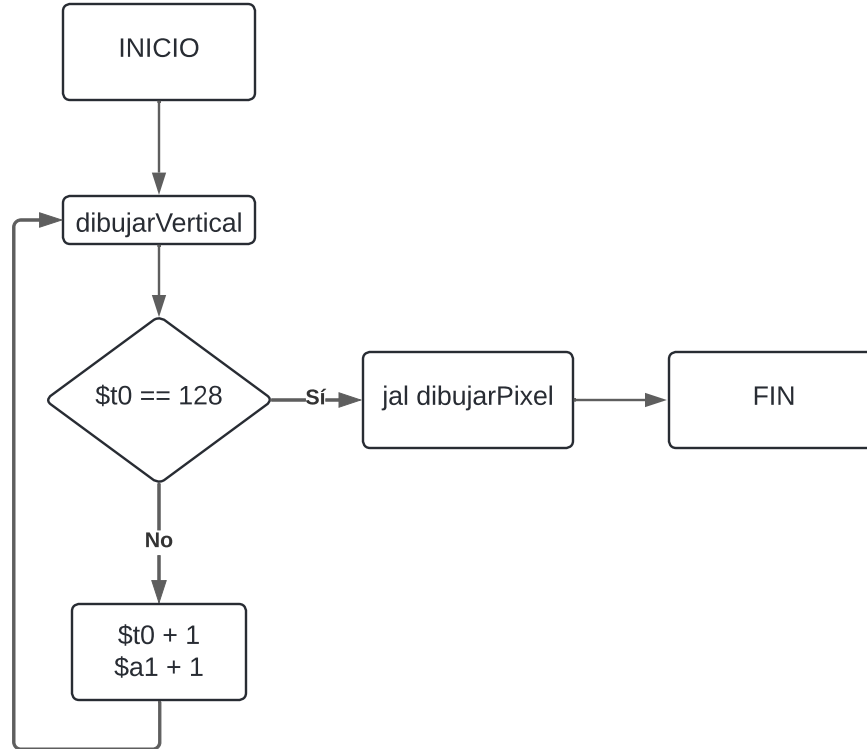 INICIO
dibujarVertical
$t0 == 128
Sí
jal dibujarPixel
FIN
No
$t0 + 1
$a1 + 1